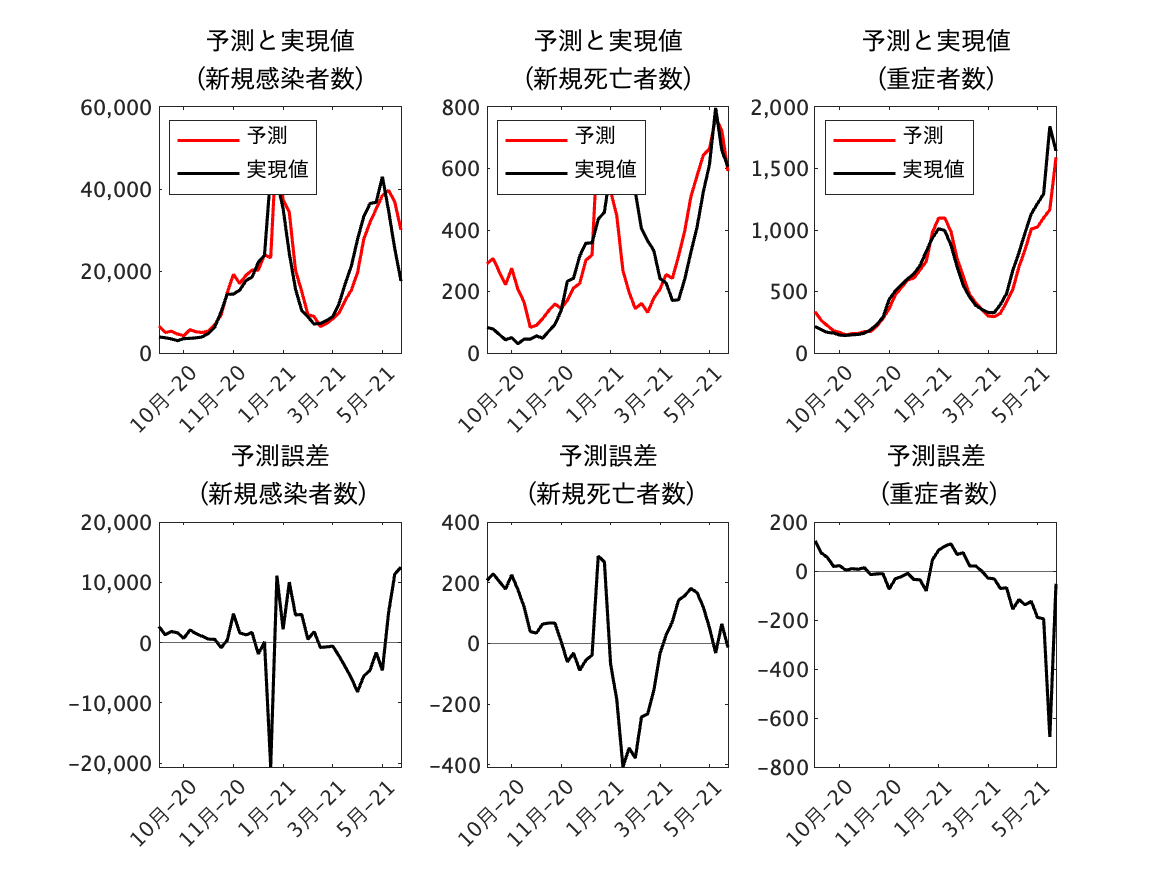 予測と実現値
(新規感染者数)
60,000
40,000
20,000
0
予測
実現値
10月-20
11月-20
1月-21
3月-21
5月-21
予測と実現値
(新規死亡者数)
800
600
400
200
0
予測
実現値
10月-20
11月-20
1月-21
3月-21
5月-21
予測と実現値
(重症者数)
2,000
1,500
1,000
500
0
予測
実現値
10月-20
11月-20
1月-21
3月-21
5月-21
予測誤差
(新規感染者数)
20,000
10,000
0
-10,000
-20,000
10月-20
11月-20
1月-21
3月-21
5月-21
予測誤差
(新規死亡者数)
400
200
0
-200
-400
10月-20
11月-20
1月-21
3月-21
5月-21
予測誤差
(重症者数)
200
0
-200
-400
-600
-800
10月-20
11月-20
1月-21
3月-21
5月-21